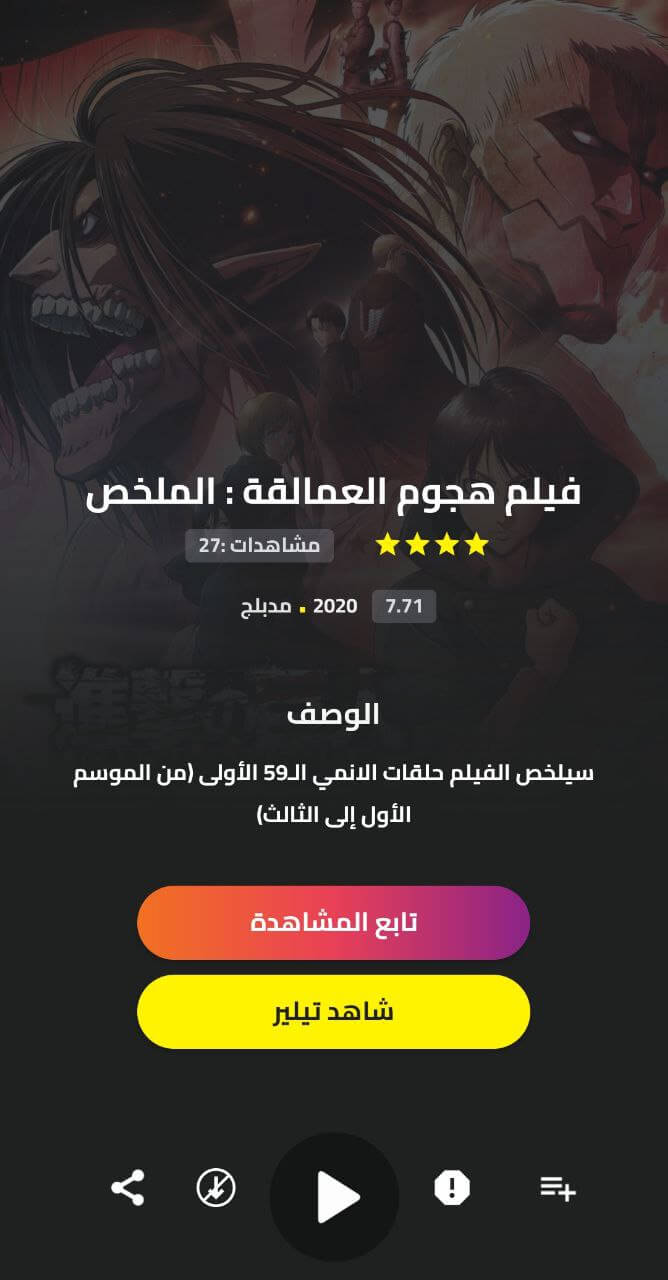 فيلم هجوم العمالقة : الملخص
مشاهدات :27
7.71 2020 . مدبلج
الوصف
سيلخص الفيلم حلقات الانمي الـ59 الأولى (من الموسم
الأول إلى الثالث)
تابع المشاهدة
شاهد تيلير